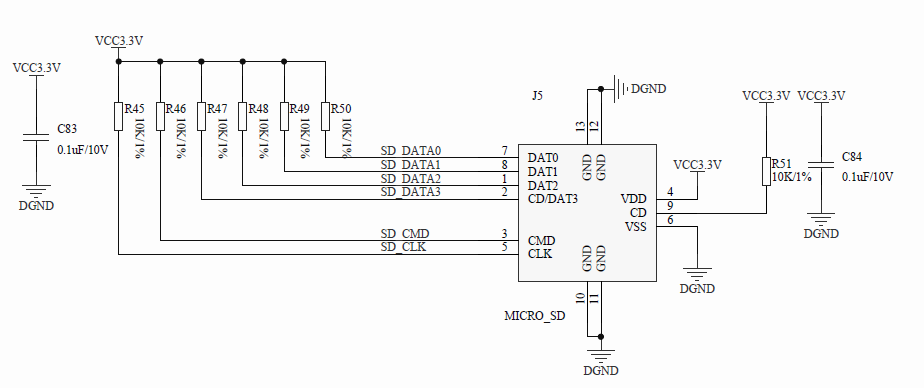 VCC3.3V
VCC3.3V
C83
0.1uF/10V
DGND
R45
10K/1%
R46
10K/1%
R47
10K/1%
R48
10K/1%
R49
10K/1%
R50
10K/1%
SD_DATA0
SD_DATA1
SD_DATA2
SD_DATA3
SD_CMD
SD_CLK
7
8
1
2
3
5
J5
13
12
DGND
GND
GND
DAT0
DAT1
DAT2
CD/DAT3
CMD
CLK
VDD
CD
VSS
GND
GND
4
9
6
10
11
MICRO_SD
DGND
VCC3.3V
DGND
VCC3.3V
R51
10K/1%
VCC3.3V
C84
0.1uF/10V
DGND